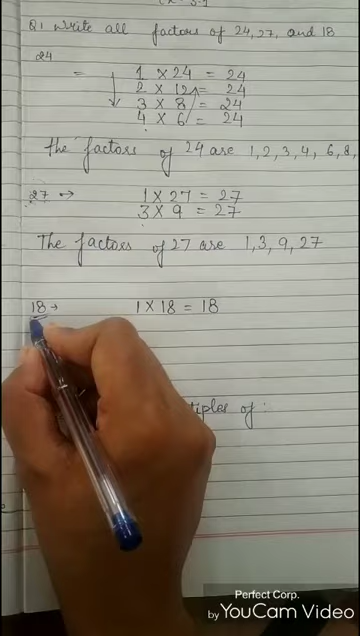 Ex-3.1
Q1 Write all factors of 24, 27, and 18
24
= 1 × 24 = 24
2 × 12 = 24
3 × 8 = 24
4 × 6 = 24
The factors of 24 are 1, 2, 3, 4, 6, 8,
27 → 1 × 27 = 27
3 × 9 = 27
The factors of 27 are 1, 3, 9, 27
18 → 1 × 18 = 18
tiples of :
Perfect Corp.
by YouCam Video